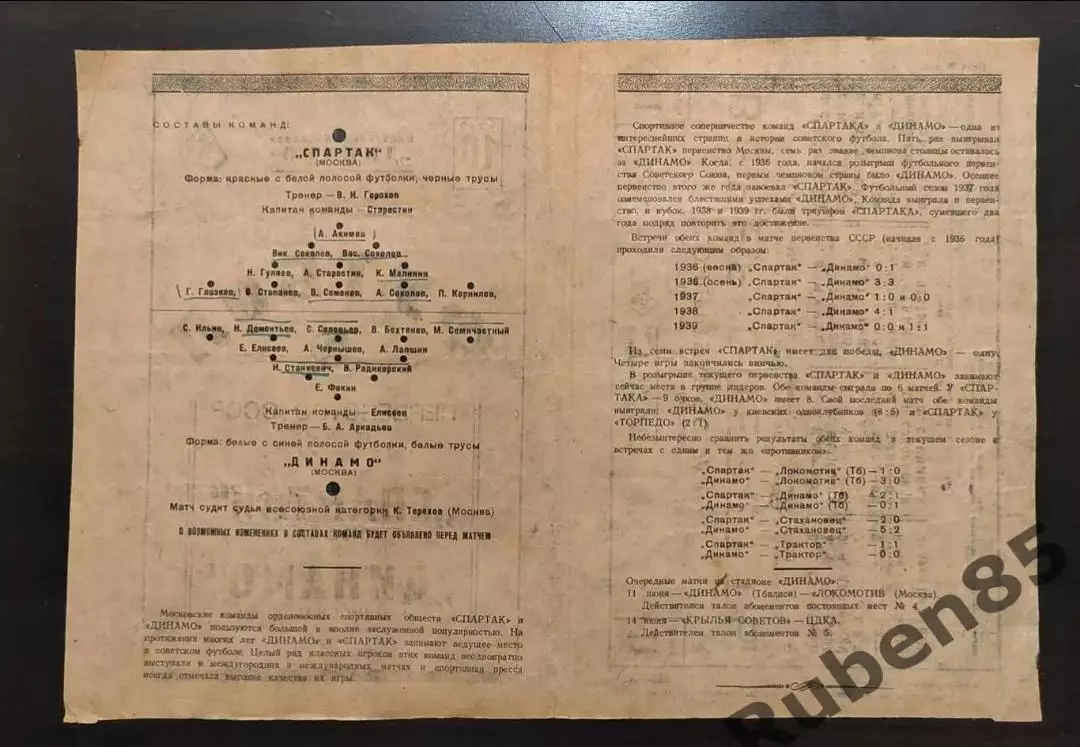 СОСТАВЫ КОМАНД:
„СПАРТАК“
(МОСКВА)
Форма: красные с белой полосой футболки, черные трусы
Тренер — В. Н. Горохов
Капитан команды — Старостин
(А. Акимов)
Вик. Соколов, Вас. Соколов
Н. Гуляев, А. Старостин, К. Малинин
(Г. Глазков, В. Степанов, В. Семенов, А. Соколов, П. Корнилов,
С. Ильин, Н. Дементьев, С. Соловьев, В. Бехтенев, М. Семичастный
Е. Елисеев, А. Чернышев, А. Лапшин
И. Станкевич, В. Радикорский
Е. Фокин
Капитан команды — Елисеев
Тренер — Б. А. Аркадьев
Форма: белые с синей полосой футболки, белые трусы
„ДИНАМО“
(МОСКВА)
Матч судит судья всесоюзной категории К. Терехов (Москва)
О ВОЗМОЖНЫХ ИЗМЕНЕНИЯХ В СОСТАВАХ КОМАНД БУДЕТ ОБЪЯВЛЕНО ПЕРЕД МАТЧЕМ
Московские команды орденоносных спортивных обществ «СПАРТАК» и
«ДИНАМО» пользуются большой и вполне заслуженной популярностью. На
протяжении многих лет «ДИНАМО» и «СПАРТАК» занимают ведущее место
в советском футболе. Целый ряд классных игроков этих команд неоднократно
выступали в междугородних и международных матчах и спортивная пресса
всегда отмечала высокие качества их игры.
Спортивное соперничество команд «СПАРТАКА» и «ДИНАМО» — одна из
интереснейших страниц в истории советского футбола. Пять раз выигрывал
«СПАРТАК» первенство Москвы, семь раз звание чемпиона столицы оставалось
за «ДИНАМО». Когда, с 1936 года, начался розыгрыш футбольного первен-
ства Советского Союза, первым чемпионом страны было «ДИНАМО». Осеннее
первенство этого же года завоевал «СПАРТАК». Футбольный сезон 1937 года
ознаменовался блестящими успехами «ДИНАМО». Команда выиграла и первен-
ство, и кубок. 1938 и 1939 гг. были триумфом «СПАРТАКА», сумевшего два
года подряд повторить это достижение.
Встречи обеих команд в матче первенства СССР (начиная с 1936 года)
проходили следующим образом:
1936 (весна) „Спартак“ — „Динамо“ 0:1
1936 (осень) „Спартак“ — „Динамо“ 3:3
1937 „Спартак“ — „Динамо“ 1:0 и 0:0
1938 „Спартак“ — „Динамо“ 4:1
1939 „Спартак“ — „Динамо“ 0:0 и 1:1
Из семи встреч «СПАРТАК» имеет две победы, «ДИНАМО» — одну.
Четыре игры закончились вничью.
В розыгрыше текущего первенства «СПАРТАК» и «ДИНАМО» занимают
сейчас места в группе лидеров. Обе команды сыграли по 6 матчей. У «СПАР-
ТАКА» — 9 очков, «ДИНАМО» имеет 8. Свой последний матч обе команды
выиграли: «ДИНАМО» у киевских одноклубников (8:5) и «СПАРТАК» у
«ТОРПЕДО» (2:1).
Небезынтересно сравнить результаты обеих команд в текущем сезоне в
встречах с одним и тем же «противником»:
„Спартак“ — „Локомотив“ (Тб) — 1:0
„Динамо“ — „Локомотив“ (Тб) — 3:0
„Спартак“ — „Динамо“ (Тб) — 2:1
„Динамо“ — „Динамо“ (Тб) — 0:1
„Спартак“ — „Стахановец“ — 2:0
„Динамо“ — „Стахановец“ — 5:2
„Спартак“ — „Трактор“ — 1:1
„Динамо“ — „Трактор“ — 0:0
Очередные матчи на стадионе «ДИНАМО»:
11 июня — «ДИНАМО» (Тбилиси) — «ЛОКОМОТИВ» (Москва).
Действителен талон абонементов постоянных мест № 4.
14 июня — «КРЫЛЬЯ СОВЕТОВ» — ЦДКА.
Действителен талон абонементов № 5.
Ruben85